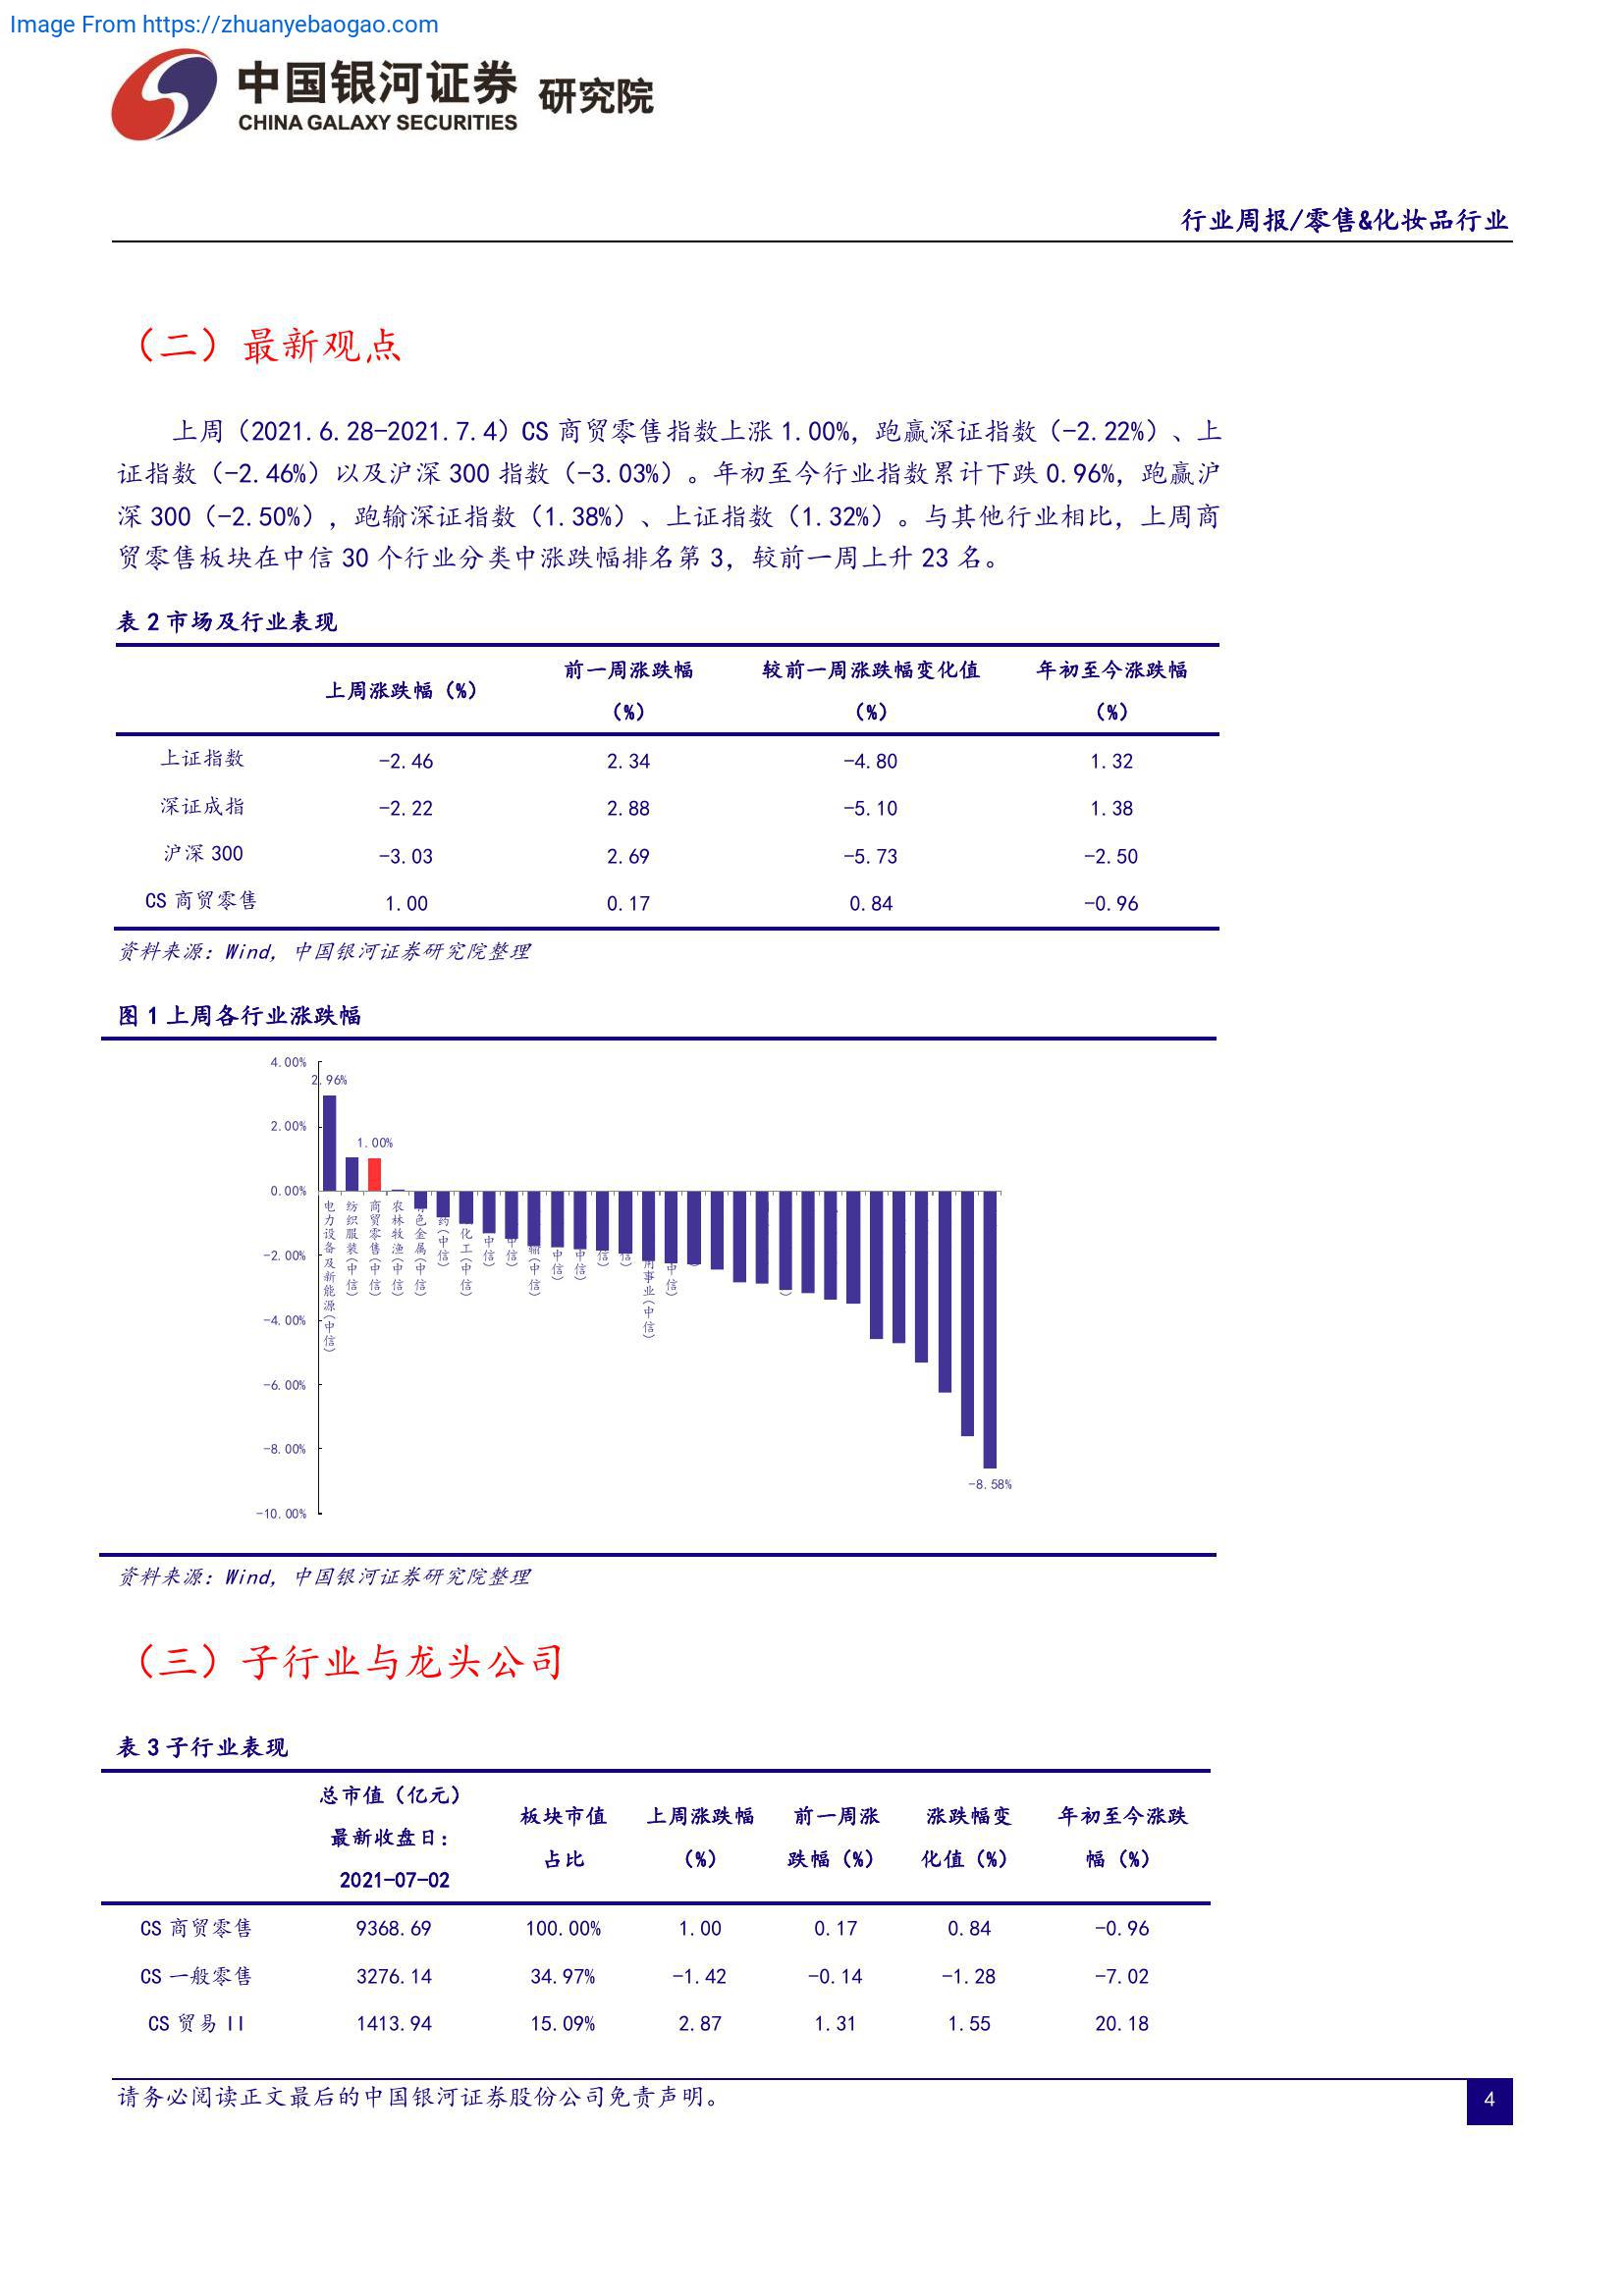 Image From https://zhuanyebaogao.com
中国银河证券 研究院
CHINA GALAXY SECURITIES
行业周报/零售&化妆品行业
（二）最新观点
上周（2021.6.28-2021.7.4）CS 商贸零售指数上涨 1.00%，跑赢深证指数（-2.22%）、上
证指数（-2.46%）以及沪深 300 指数（-3.03%）。年初至今行业指数累计下跌 0.96%，跑赢沪
深 300（-2.50%），跑输深证指数（1.38%）、上证指数（1.32%）。与其他行业相比，上周商
贸零售板块在中信 30 个行业分类中涨跌幅排名第 3，较前一周上升 23 名。
表 2 市场及行业表现
上周涨跌幅（%） 前一周涨跌幅（%） 较前一周涨跌幅变化值（%） 年初至今涨跌幅（%）
上证指数 -2.46 2.34 -4.80 1.32
深证成指 -2.22 2.88 -5.10 1.38
沪深 300 -3.03 2.69 -5.73 -2.50
CS 商贸零售 1.00 0.17 0.84 -0.96
资料来源：Wind，中国银河证券研究院整理
图 1 上周各行业涨跌幅
4.00%
2.96%
2.00%
1.00%
0.00%
-2.00%
-4.00%
-6.00%
-8.00%
-8.58%
-10.00%
电力设备及新能源(中信)
纺织服装(中信)
商贸零售(中信)
农林牧渔(中信)
色金属(中信)
药(中信)
化工(中信)
中信)
中信)
输(中信)
中信)
中信)
信)
信)
用事业(中信)
中信)
资料来源：Wind，中国银河证券研究院整理
（三）子行业与龙头公司
表 3 子行业表现
总市值（亿元）最新收盘日：2021-07-02 板块市值占比 上周涨跌幅（%） 前一周涨跌幅（%） 涨跌幅变化值（%） 年初至今涨跌幅（%）
CS 商贸零售 9368.69 100.00% 1.00 0.17 0.84 -0.96
CS 一般零售 3276.14 34.97% -1.42 -0.14 -1.28 -7.02
CS 贸易 II 1413.94 15.09% 2.87 1.31 1.55 20.18
请务必阅读正文最后的中国银河证券股份公司免责声明。
4